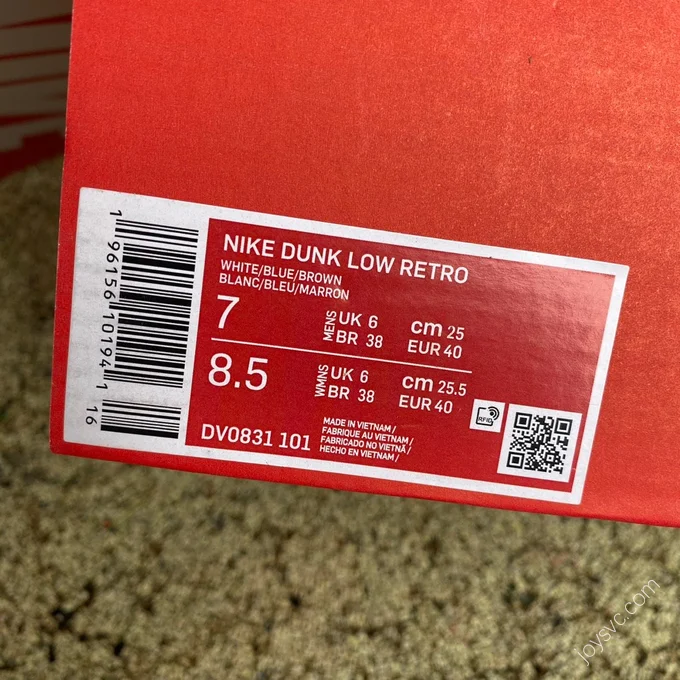 NIKE DUNK LOW RETRO
WHITE/BLUE/BROWN
BLANC/BLEU/MARRON
7 MENS UK 6 cm 25
BR 38 EUR 40
8.5 WMNS UK 6 cm 25.5
BR 38 EUR 40
DV0831 101
MADE IN VIETNAM /
FABRIQUE AU VIETNAM /
FABRICADO NO VIETNÃ /
HECHO EN VIETNAM /
RFID
1 96156 10194 1 16
joysvc.com